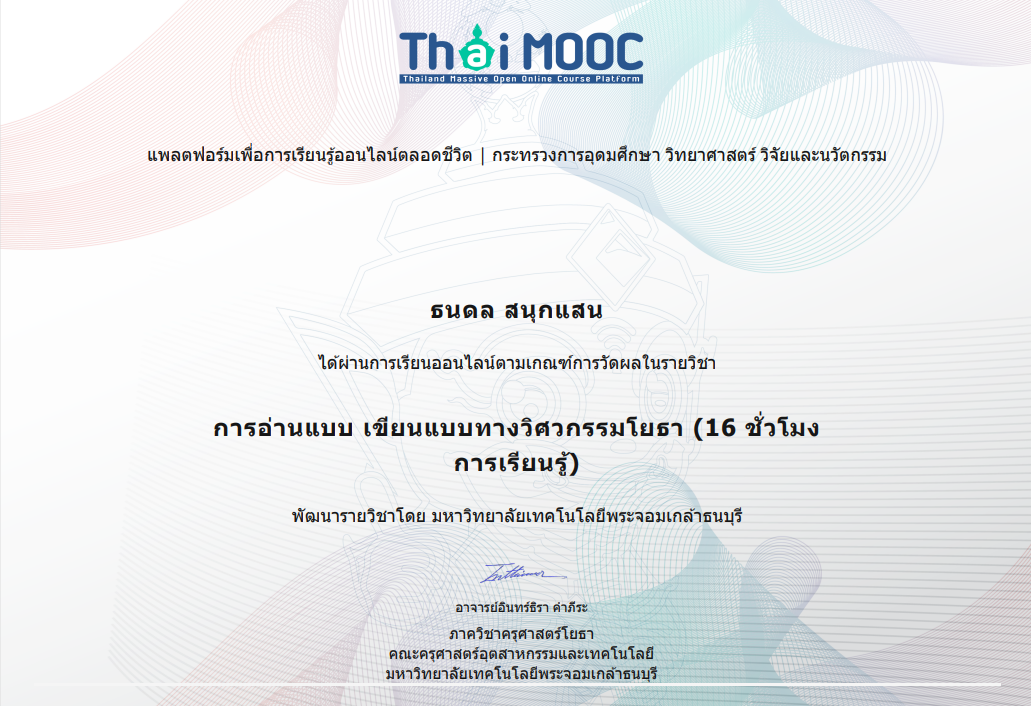 Thai MOOC
Thailand Massive Open Online Course Platform
แพลตฟอร์มเพื่อการเรียนรู้ออนไลน์ตลอดชีวิต | กระทรวงการอุดมศึกษา วิทยาศาสตร์ วิจัยและนวัตกรรม
ธนดล สนุกแสน
ได้ผ่านการเรียนออนไลน์ตามเกณฑ์การวัดผลในรายวิชา
การอ่านแบบ เขียนแบบทางวิศวกรรมโยธา (16 ชั่วโมง
การเรียนรู้)
พัฒนารายวิชาโดย มหาวิทยาลัยเทคโนโลยีพระจอมเกล้าธนบุรี
อาจารย์อินทร์ธิรา คำภีระ
ภาควิชาครุศาสตร์โยธา
คณะครุศาสตร์อุตสาหกรรมและเทคโนโลยี
มหาวิทยาลัยเทคโนโลยีพระจอมเกล้าธนบุรี